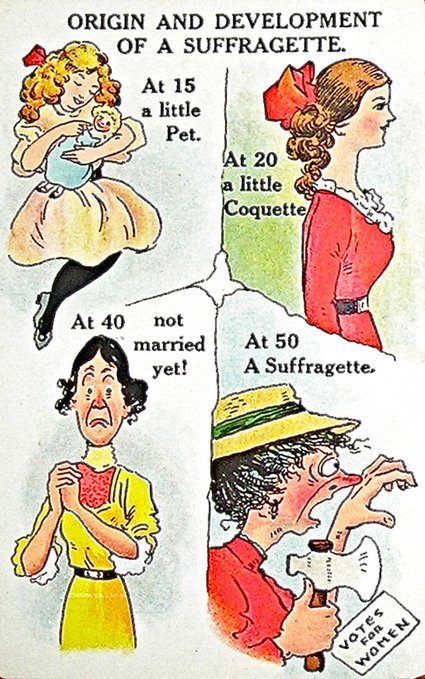 ORIGIN AND DEVELOPMENT
OF A SUFFRAGETTE.
At 15
a little
Pet.
At 20
a little
Coquette
At 40 not
married
yet!
At 50
A Suffragette.
VOTES
FOR
WOMEN